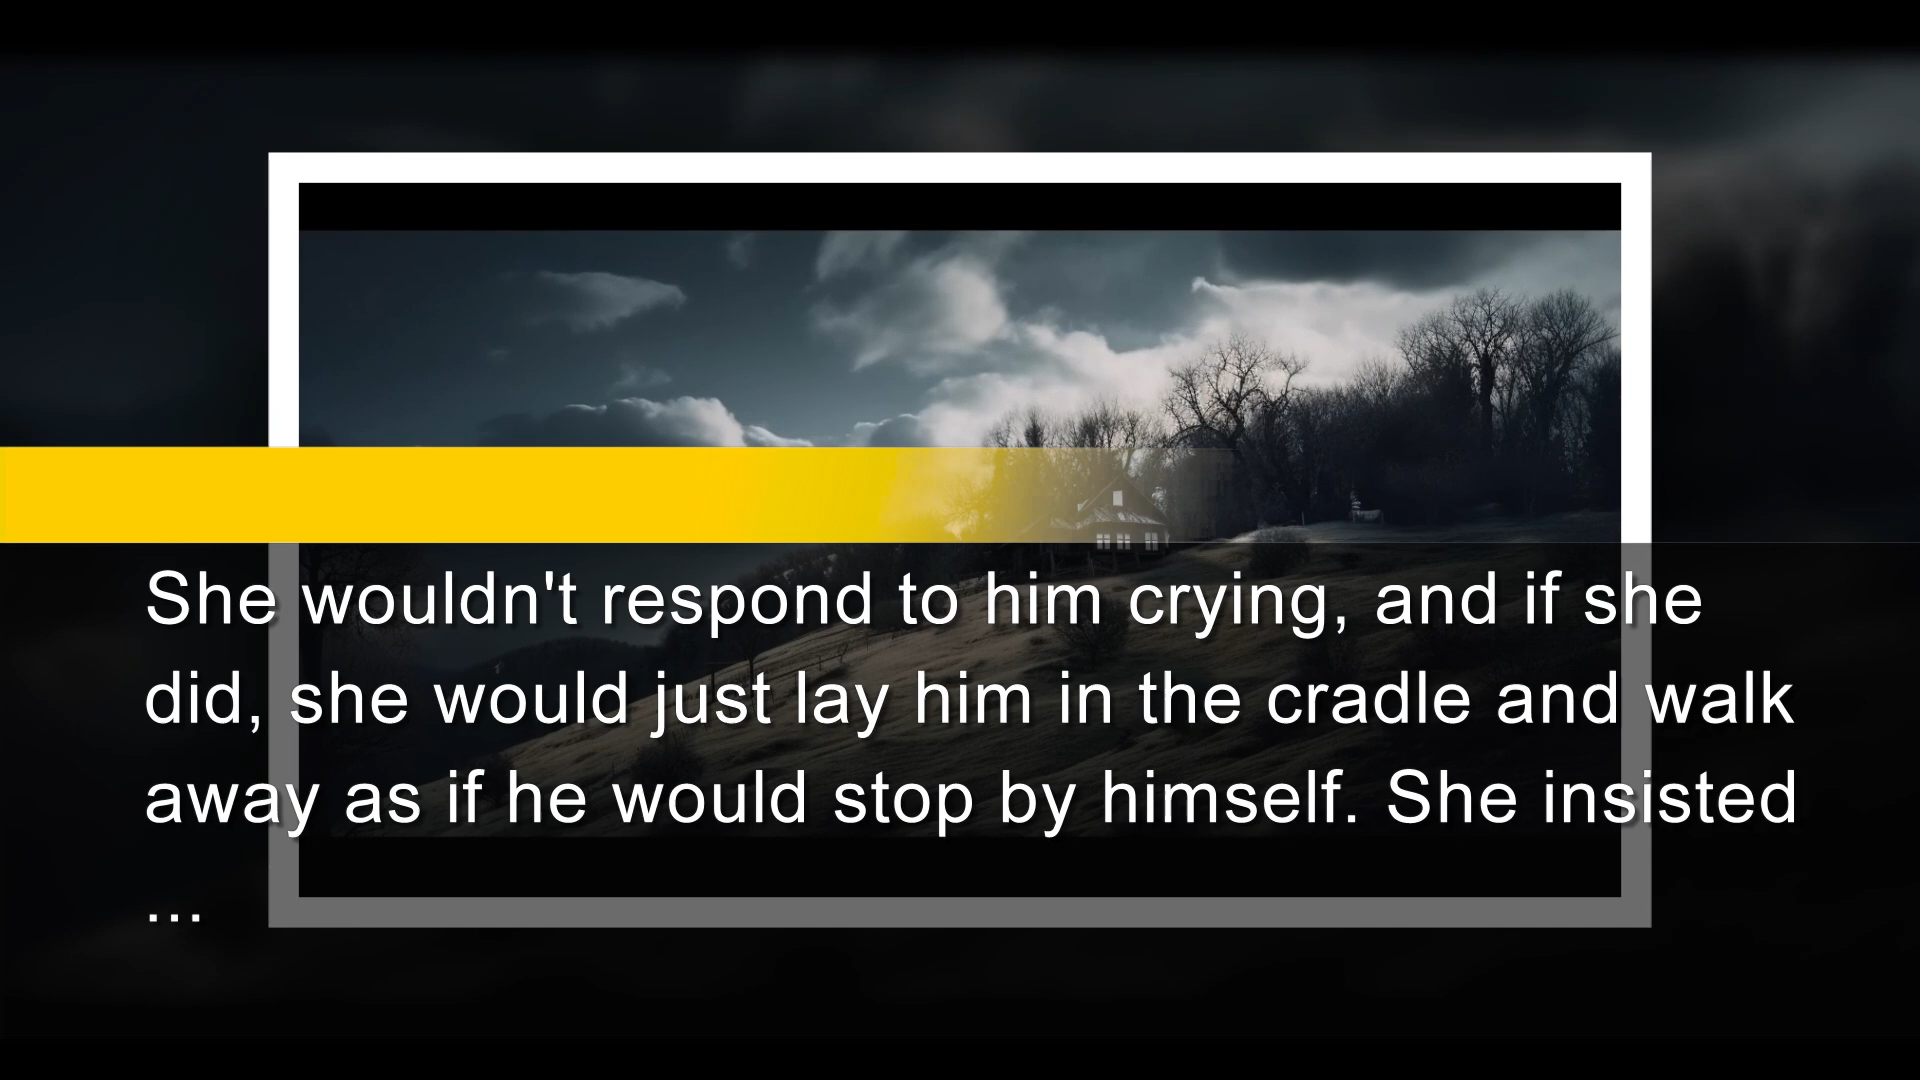 She wouldn't respond to him crying, and if she
did, she would just lay him in the cradle and walk
away as if he would stop by himself. She insisted
...